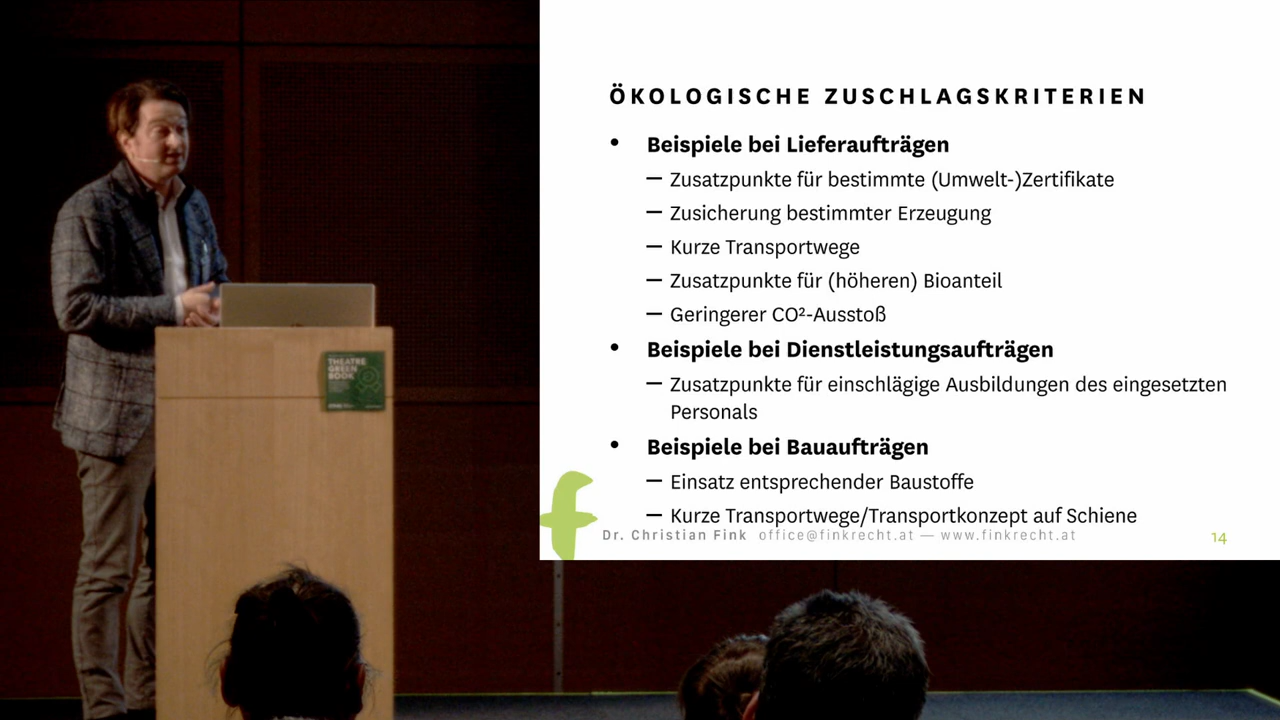 ÖKOLOGISCHE ZUSCHLAGSKRITERIEN
• Beispiele bei Lieferaufträgen
— Zusatzpunkte für bestimmte (Umwelt-)Zertifikate
— Zusicherung bestimmter Erzeugung
— Kurze Transportwege
— Zusatzpunkte für (höheren) Bioanteil
— Geringerer CO²-Ausstoß
• Beispiele bei Dienstleistungsaufträgen
— Zusatzpunkte für einschlägige Ausbildungen des eingesetzten
Personals
• Beispiele bei Bauaufträgen
— Einsatz entsprechender Baustoffe
— Kurze Transportwege/Transportkonzept auf Schiene
f
Dr. Christian Fink office@finkrecht.at — www.finkrecht.at
14
THEATRE
GREEN
BOOK